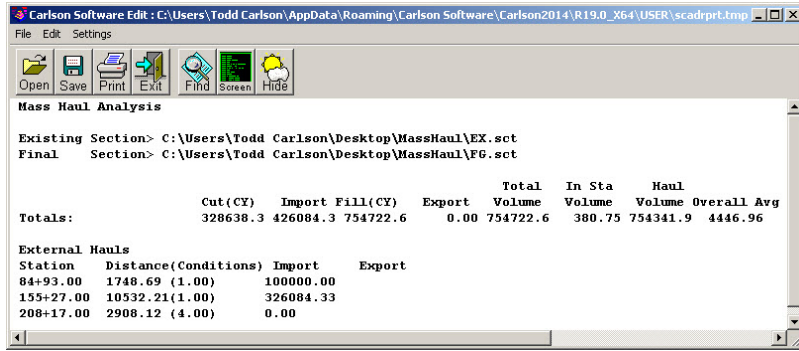 Carlson Software Edit : C:\Users\Todd Carlson\AppData\Roaming\Carlson Software\Carlson2014\R19.0_X64\USER\scadrprt.tmp
File Edit Settings
Open Save Print Exit Find Screen Hide
Mass Haul Analysis
Existing Section> C:\Users\Todd Carlson\Desktop\MassHaul\EX.sct
Final Section> C:\Users\Todd Carlson\Desktop\MassHaul\FG.sct
Total In Sta Haul
Cut(CY) Import Fill(CY) Export Volume Volume Volume Overall Avg
Totals: 328638.3 426084.3 754722.6 0.00 754722.6 380.75 754341.9 4446.96
External Hauls
Station Distance(Conditions) Import Export
84+93.00 1748.69 (1.00) 100000.00
155+27.00 10532.21(1.00) 326084.33
208+17.00 2908.12 (4.00) 0.00